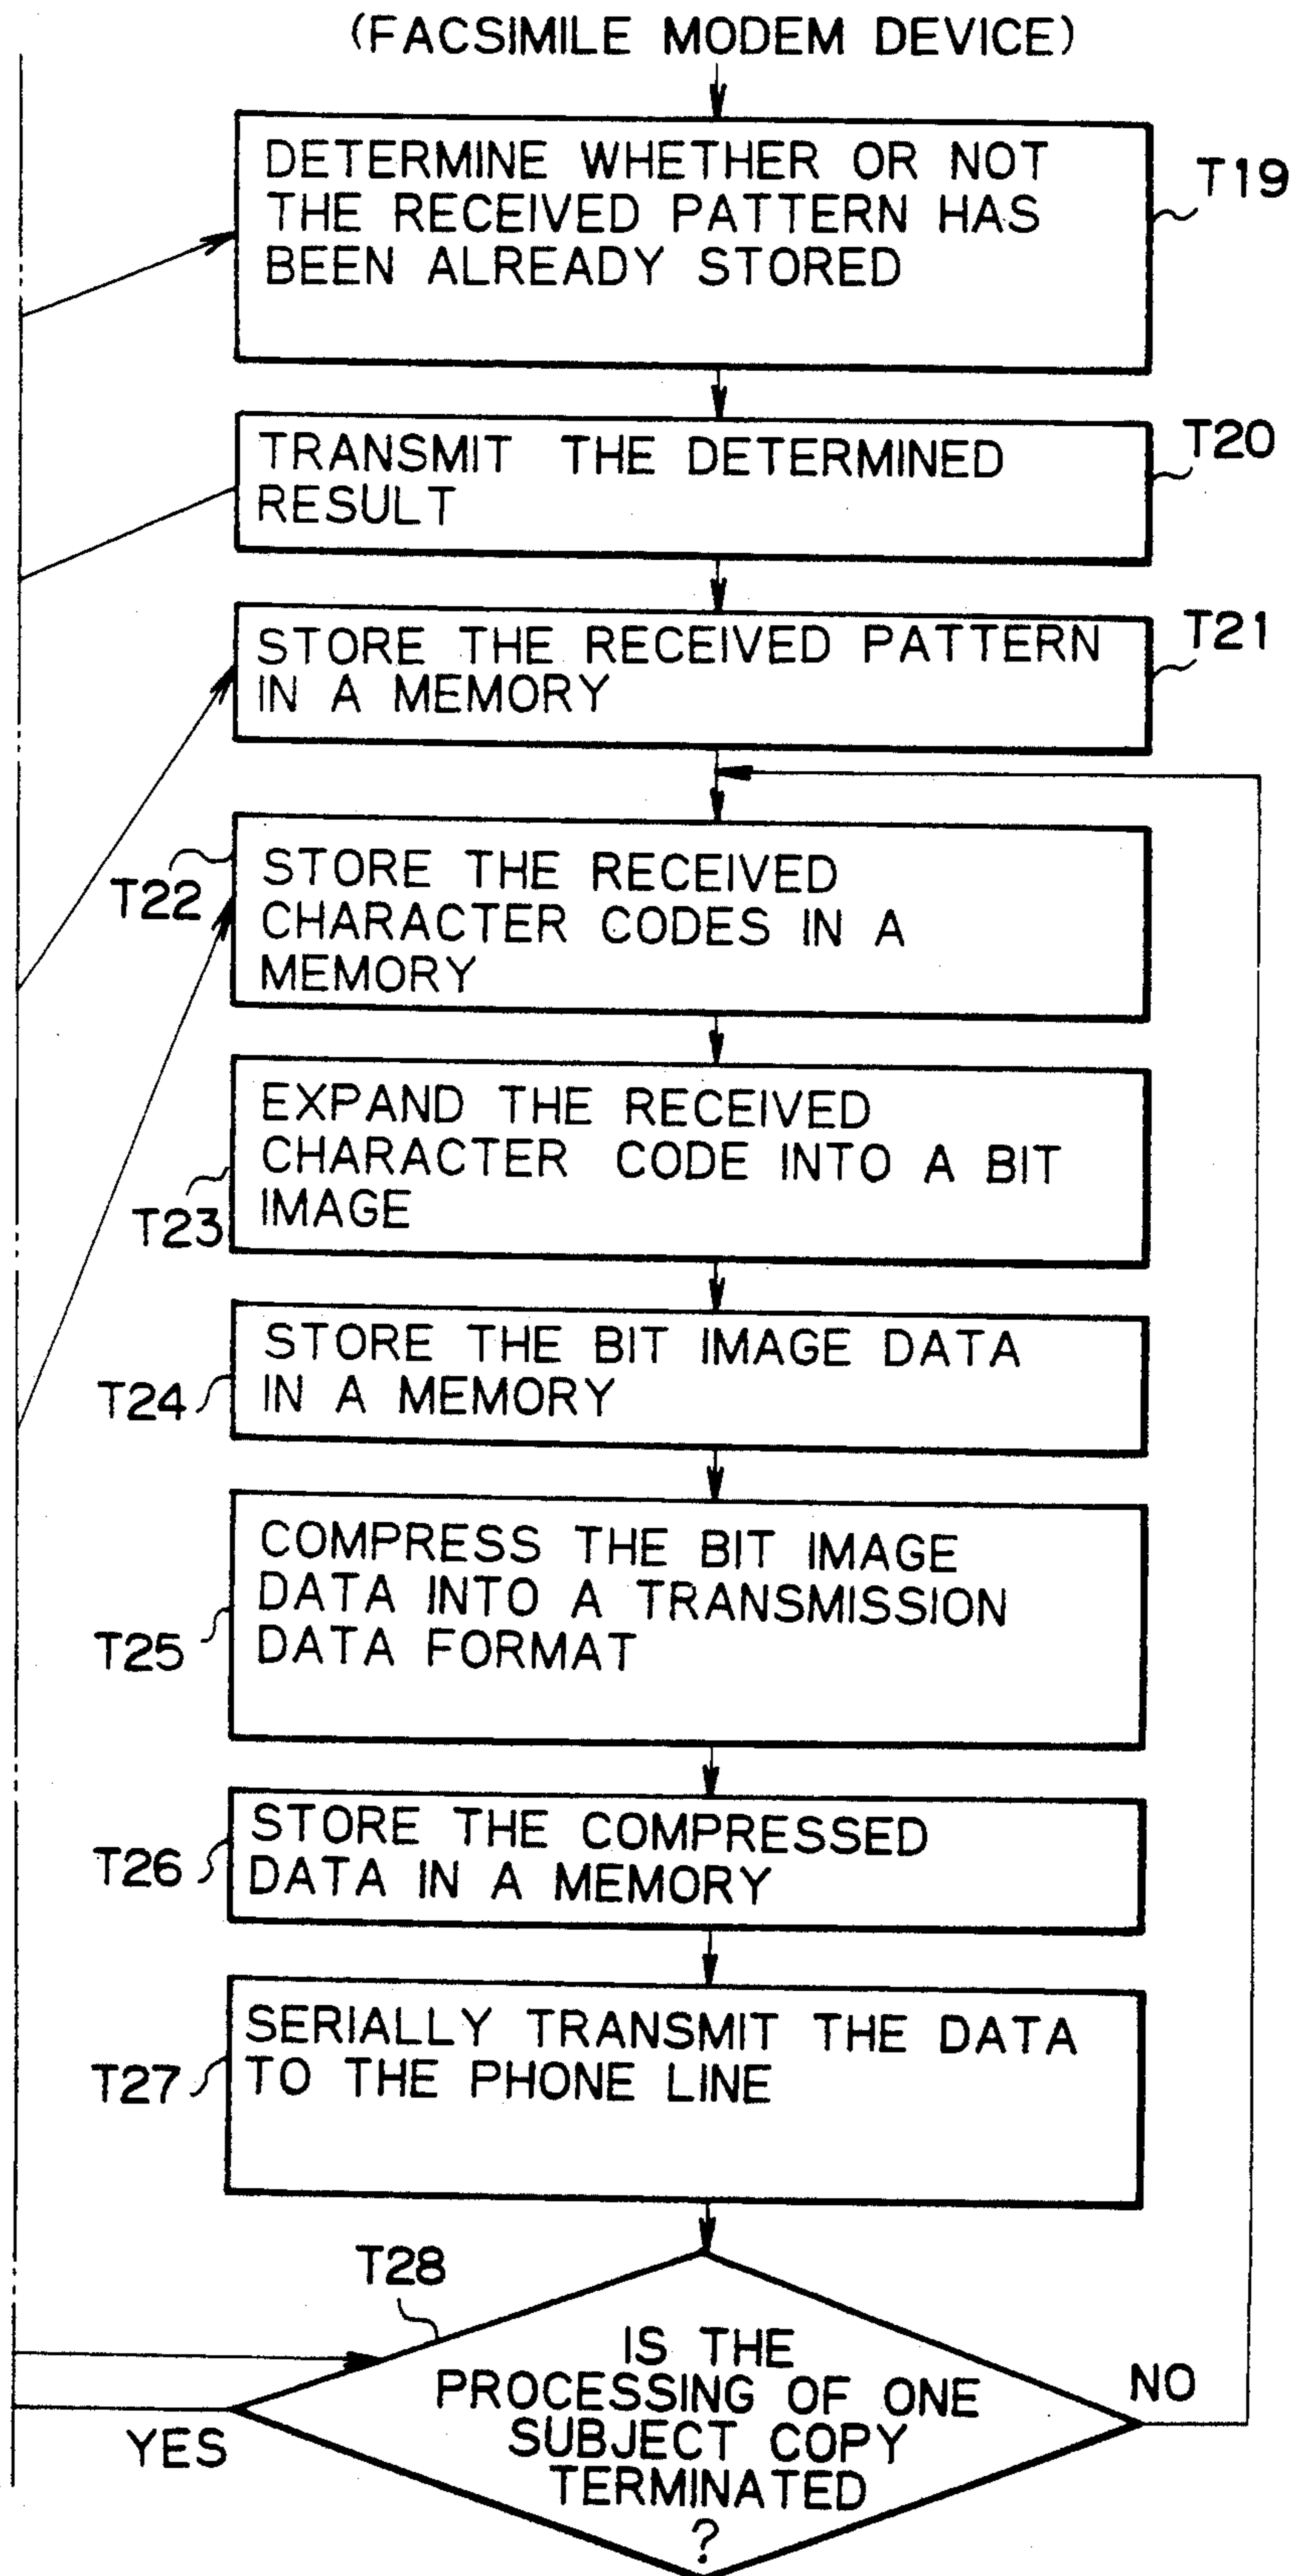 (FACSIMILE MODEM DEVICE)
DETERMINE WHETHER OR NOT
THE RECEIVED PATTERN HAS
BEEN ALREADY STORED
T19
TRANSMIT THE DETERMINED
RESULT
T20
STORE THE RECEIVED PATTERN
IN A MEMORY
T21
T22
STORE THE RECEIVED
CHARACTER CODES IN A
MEMORY
T23
EXPAND THE RECEIVED
CHARACTER CODE INTO A BIT
IMAGE
T24
STORE THE BIT IMAGE DATA
IN A MEMORY
T25
COMPRESS THE BIT IMAGE
DATA INTO A TRANSMISSION
DATA FORMAT
T26
STORE THE COMPRESSED
DATA IN A MEMORY
T27
SERIALLY TRANSMIT THE DATA
TO THE PHONE LINE
T28
IS THE
PROCESSING OF ONE
SUBJECT COPY
TERMINATED
?
YES
NO